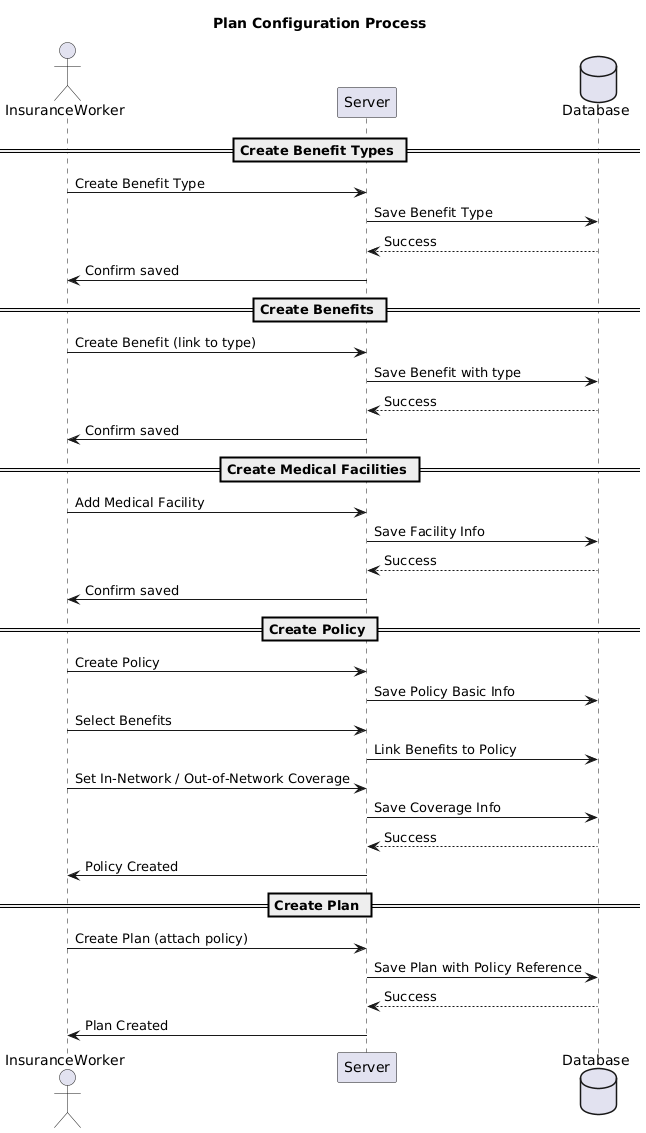 Plan Configuration Process
InsuranceWorker
Server
Database
Create Benefit Types
Create Benefit Type
Save Benefit Type
Success
Confirm saved
Create Benefits
Create Benefit (link to type)
Save Benefit with type
Success
Confirm saved
Create Medical Facilities
Add Medical Facility
Save Facility Info
Success
Confirm saved
Create Policy
Create Policy
Save Policy Basic Info
Select Benefits
Link Benefits to Policy
Set In-Network / Out-of-Network Coverage
Save Coverage Info
Success
Policy Created
Create Plan
Create Plan (attach policy)
Save Plan with Policy Reference
Success
Plan Created
InsuranceWorker
Server
Database